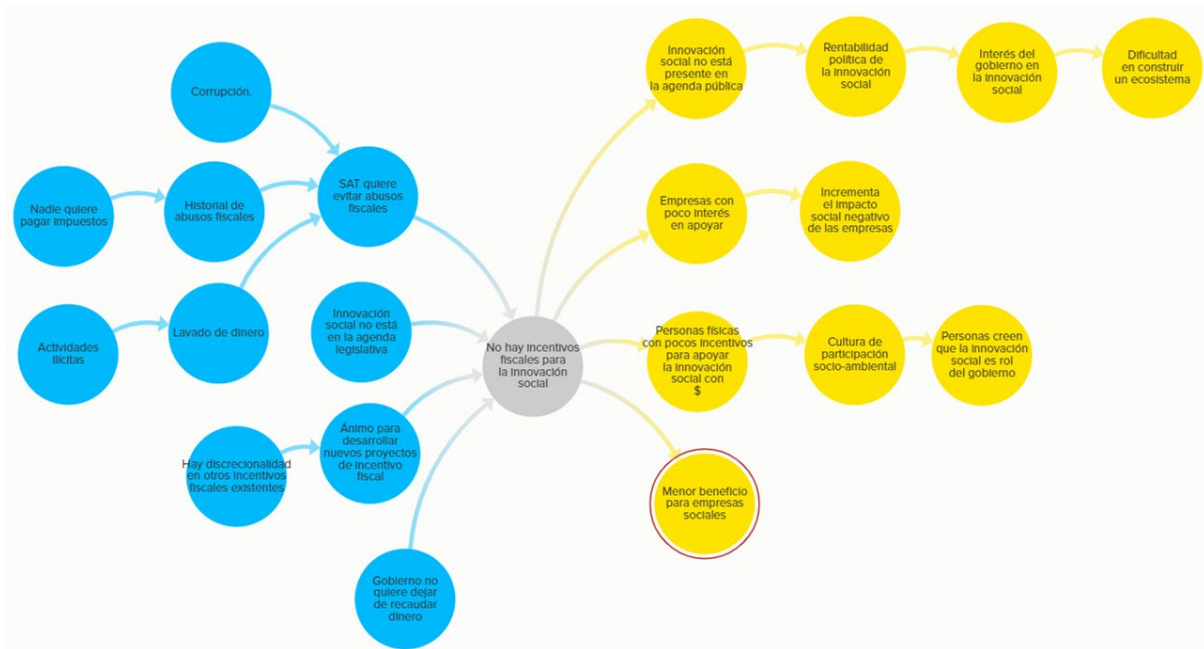 Corrupción.
Nadie quiere
pagar impuestos
Historial de
abusos fiscales
SAT quiere
evitar abusos
fiscales
Actividades
ilícitas
Lavado de dinero
Innovación
social no está
en la agenda
legislativa
Hay discrecionalidad
en otros incentivos
fiscales existentes
Ánimo para
desarrollar
nuevos proyectos
de incentivo
fiscal
Gobierno no
quiere dejar
de recaudar
dinero
No hay incentivos
fiscales para
la innovación
social
Innovación
social no está
presente en
la agenda pública
Rentabilidad
política de
la innovación
social
Interés del
gobierno en
la innovación
social
Dificultad
en construir
un ecosistema
Empresas con
poco interés
en apoyar
Incrementa
el impacto
social negativo
de las empresas
Personas físicas
con pocos incentivos
para apoyar
la innovación
social con
$
Cultura de
participación
socio-ambiental
Personas creen
que la innovación
social es rol
del gobierno
Menor beneficio
para empresas
sociales